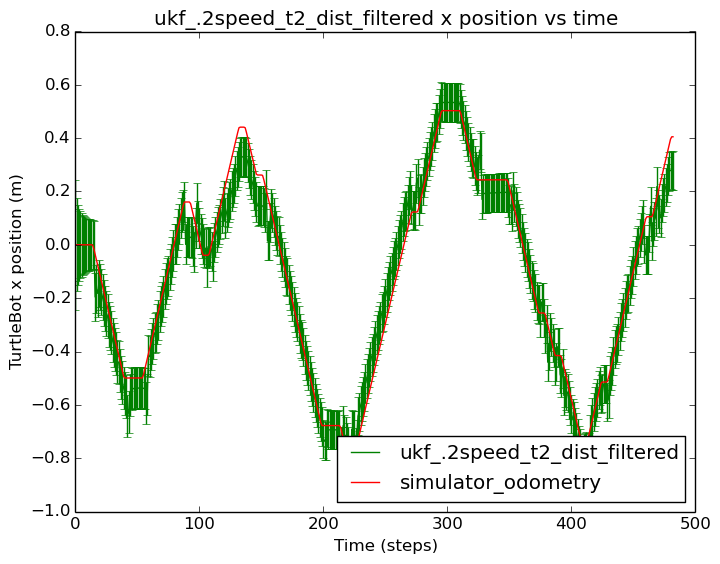 ukf_.2speed_t2_dist_filtered x position vs time
TurtleBot x position (m)
0.8
0.6
0.4
0.2
0.0
−0.2
−0.4
−0.6
−0.8
−1.0
0 100 200 300 400 500
Time (steps)
ukf_.2speed_t2_dist_filtered
simulator_odometry